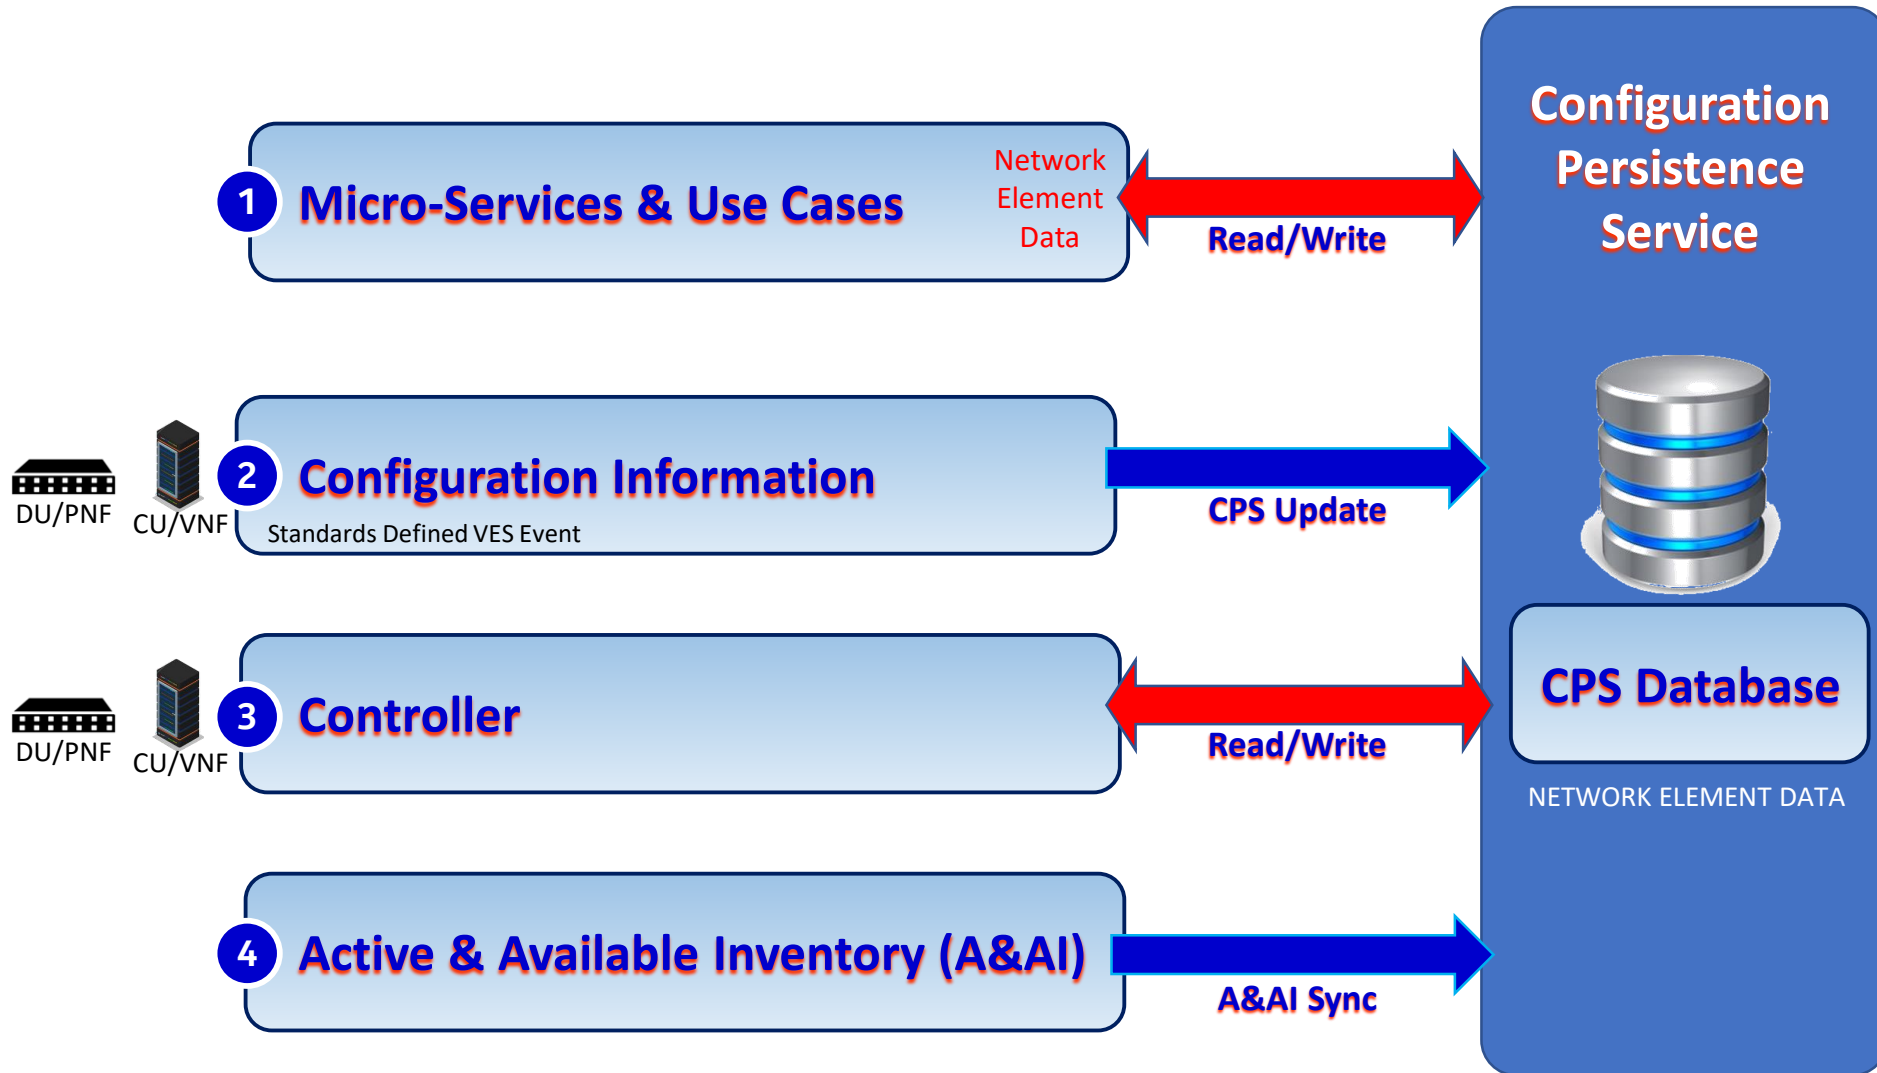 Configuration
Persistence
Service
1
Micro-Services & Use Cases
Network
Element
Data
Read/Write
DU/PNF
CU/VNF
2
Configuration Information
Standards Defined VES Event
CPS Update
DU/PNF
CU/VNF
3
Controller
Read/Write
CPS Database
NETWORK ELEMENT DATA
4
Active & Available Inventory (A&AI)
A&AI Sync